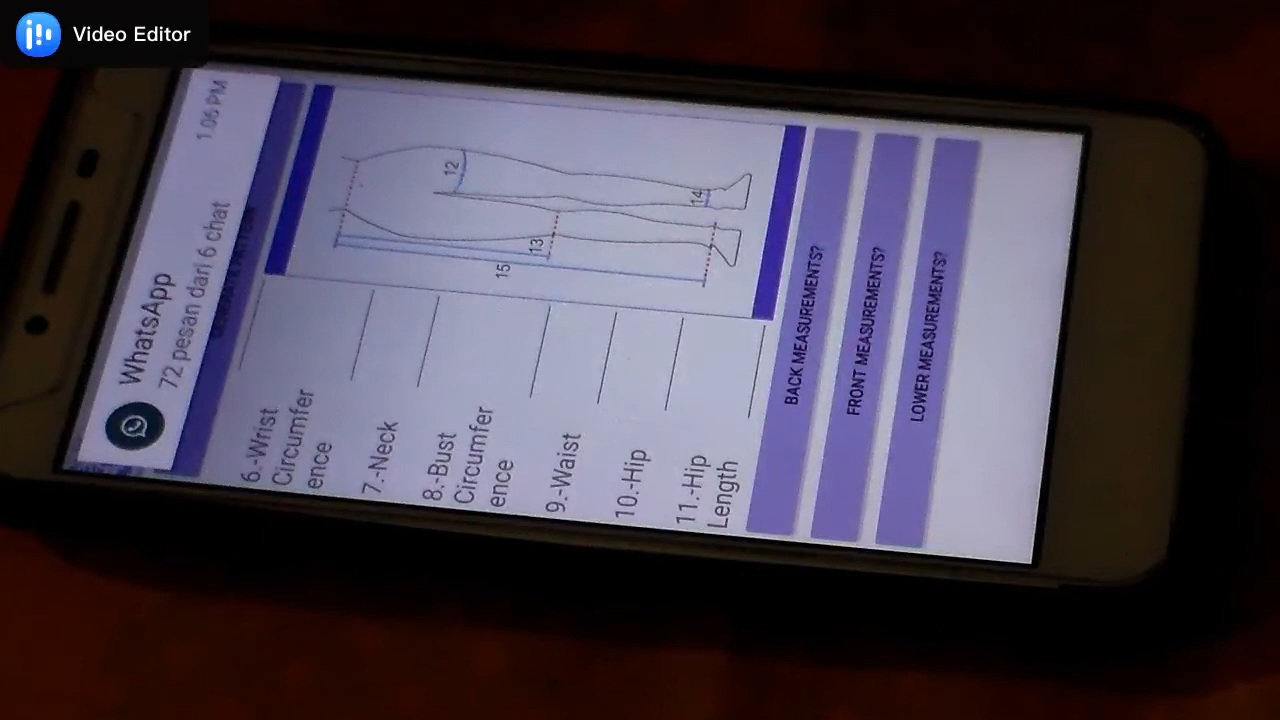 Video Editor
WhatsApp
1.06 PM
72 pesan dari 6 chat
6.-Wrist
Circumfer
ence
7.-Neck
8.-Bust
Circumfer
ence
9.-Waist
10.-Hip
11.-Hip
Length
12
13
14
15
BACK MEASUREMENTS?
FRONT MEASUREMENTS?
LOWER MEASUREMENTS?